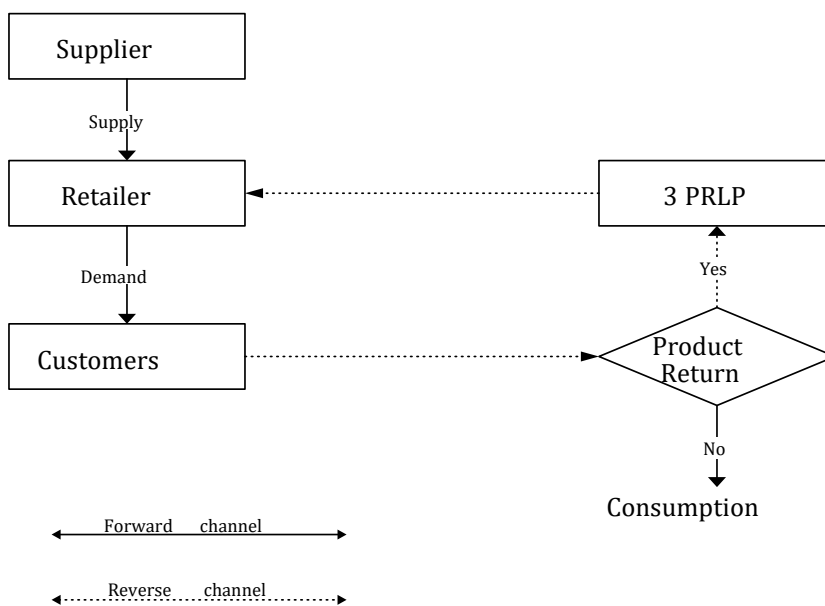 Supplier
Supply
Retailer
3 PRLP
Demand
Yes
Customers
Product
Return
No
Consumption
Forward channel
Reverse channel